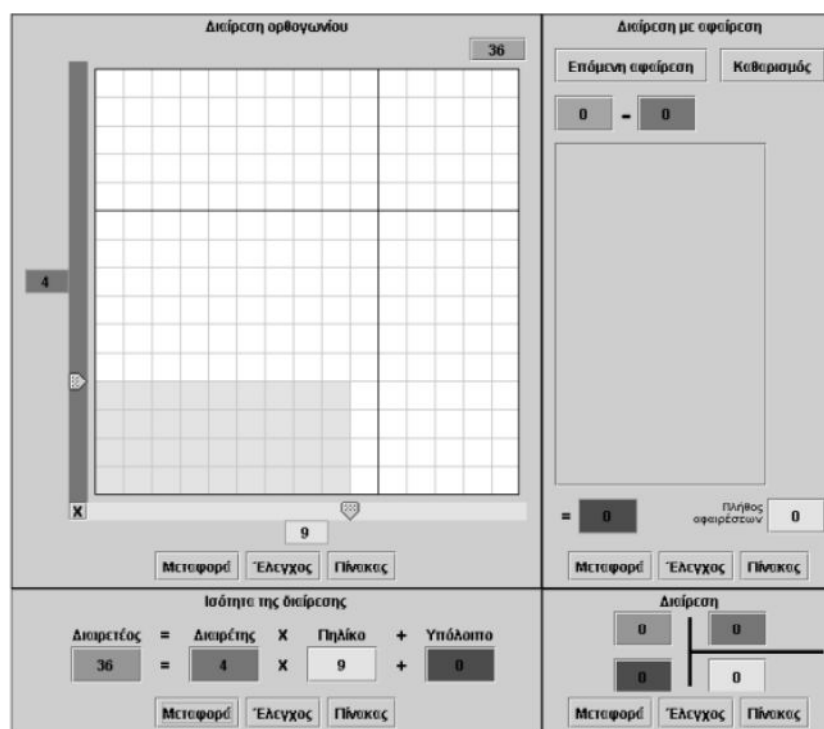 Διαίρεση ορθογωνίου
36
4
X
9
Μεταφορά Έλεγχος Πίνακας
Διαίρεση με αφαίρεση
Επόμενη αφαίρεση Καθαρισμός
0 - 0
= 0 Πλήθος αφαιρέσεων 0
Μεταφορά Έλεγχος Πίνακας
Ισότητα της διαίρεσης
Διαιρετέος = Διαιρέτης X Πηλίκο + Υπόλοιπο
36 = 4 X 9 + 0
Μεταφορά Έλεγχος Πίνακας
Διαίρεση
0 0
0 0
Μεταφορά Έλεγχος Πίνακας